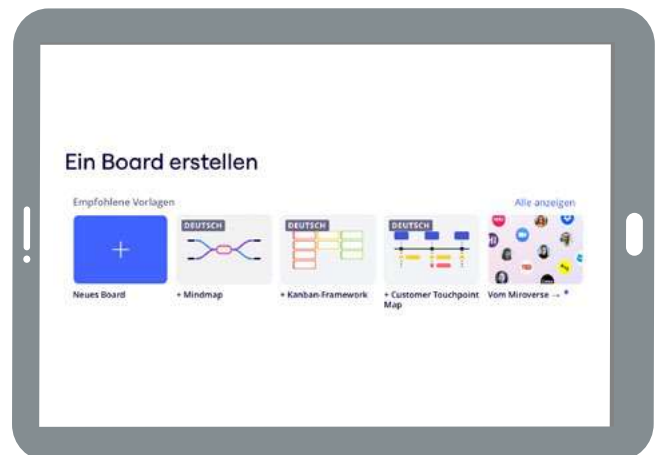 Ein Board erstellen
Empfohlene Vorlagen
Alle anzeigen
DEUTSCH
DEUTSCH
DEUTSCH
Neues Board
+ Mindmap
+ Kanban-Framework
+ Customer Touchpoint
Map
Vom Miroverse → *